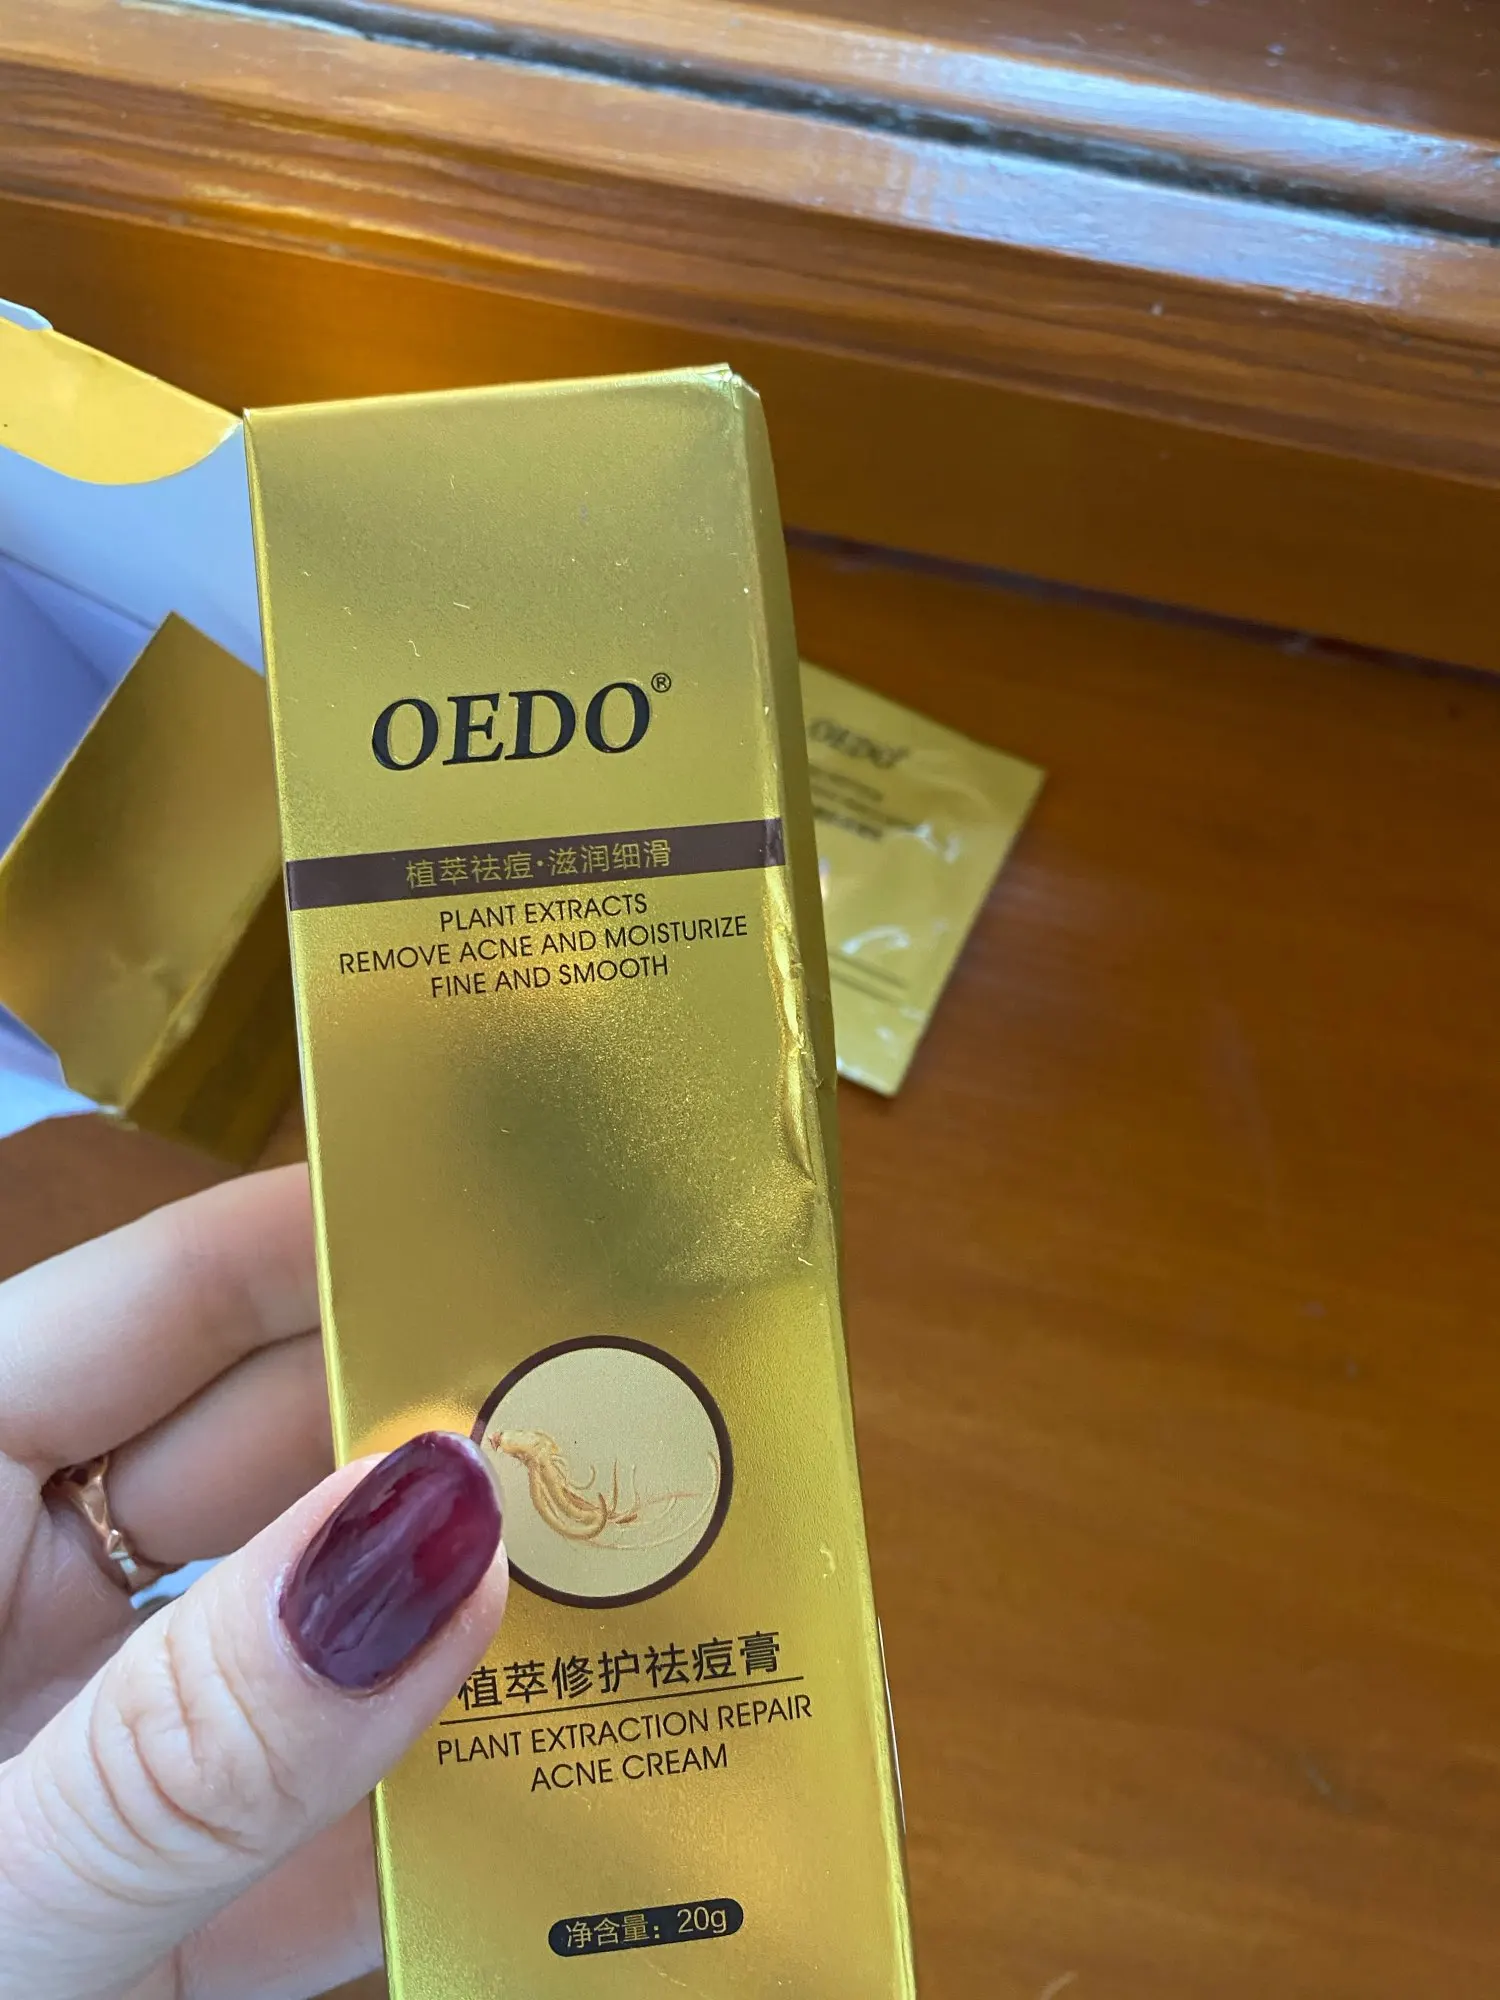 OEDO®
植萃祛痘·滋润细滑
PLANT EXTRACTS
REMOVE ACNE AND MOISTURIZE
FINE AND SMOOTH
植萃修护祛痘膏
PLANT EXTRACTION REPAIR
ACNE CREAM
净含量：20g
OEDO